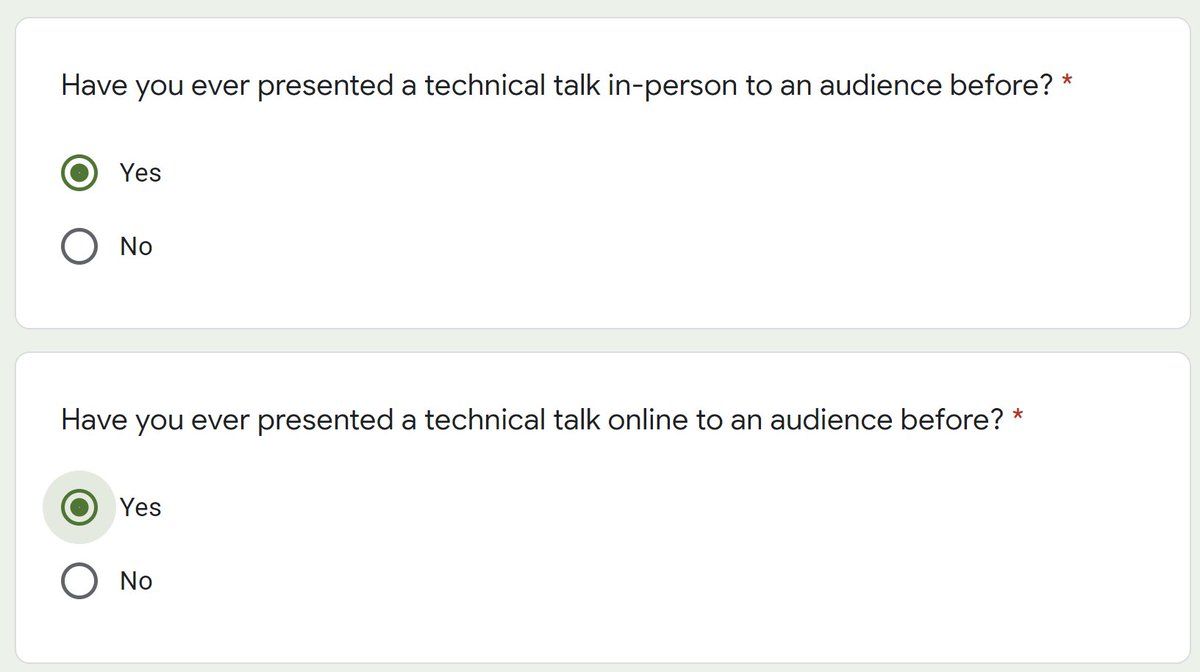 Have you ever presented a technical talk in-person to an audience before? *
Yes
No
Have you ever presented a technical talk online to an audience before? *
Yes
No